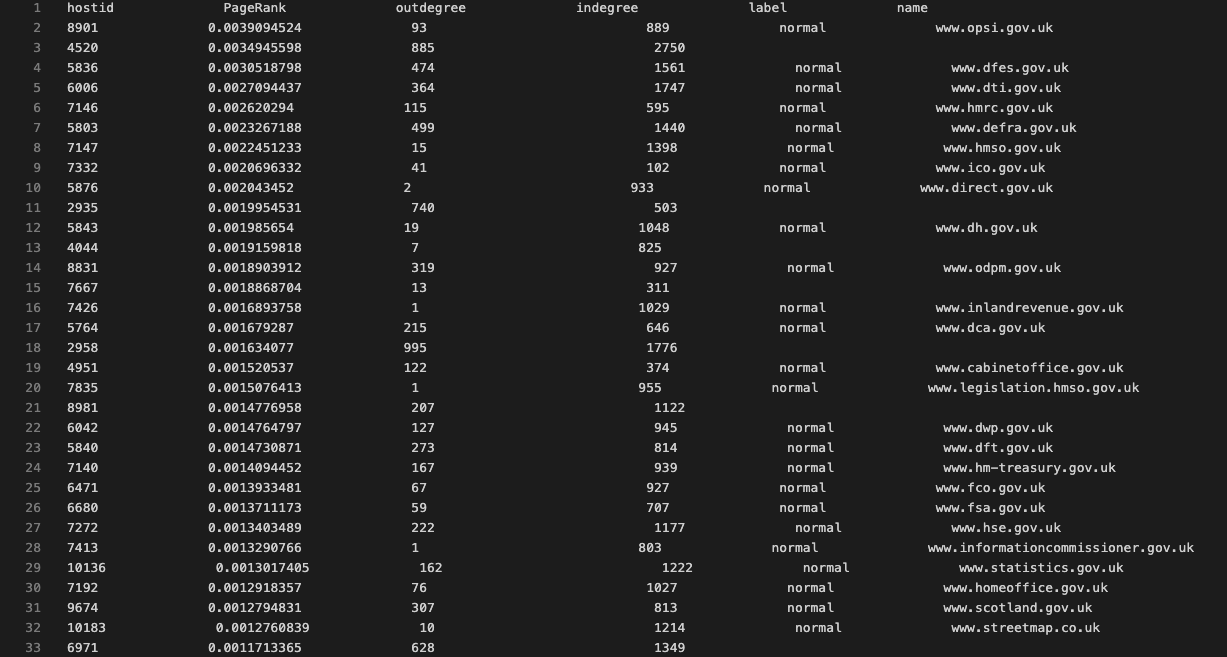 1 hostid PageRank outdegree indegree label name
2 8901 0.0039094524 93 889 normal www.opsi.gov.uk
3 4520 0.0034945598 885 2750
4 5836 0.0030518798 474 1561 normal www.dfes.gov.uk
5 6006 0.0027094437 364 1747 normal www.dti.gov.uk
6 7146 0.002620294 115 595 normal www.hmrc.gov.uk
7 5803 0.0023267188 499 1440 normal www.defra.gov.uk
8 7147 0.0022451233 15 1398 normal www.hmso.gov.uk
9 7332 0.0020696332 41 102 normal www.ico.gov.uk
10 5876 0.002043452 2 933 normal www.direct.gov.uk
11 2935 0.0019954531 740 503
12 5843 0.001985654 19 1048 normal www.dh.gov.uk
13 4044 0.0019159818 7 825
14 8831 0.0018903912 319 927 normal www.odpm.gov.uk
15 7667 0.0018868704 13 311
16 7426 0.0016893758 1 1029 normal www.inlandrevenue.gov.uk
17 5764 0.001679287 215 646 normal www.dca.gov.uk
18 2958 0.001634077 995 1776
19 4951 0.001520537 122 374 normal www.cabinetoffice.gov.uk
20 7835 0.0015076413 1 955 normal www.legislation.hmso.gov.uk
21 8981 0.0014776958 207 1122
22 6042 0.0014764797 127 945 normal www.dwp.gov.uk
23 5840 0.0014730871 273 814 normal www.dft.gov.uk
24 7140 0.0014094452 167 939 normal www.hm-treasury.gov.uk
25 6471 0.0013933481 67 927 normal www.fco.gov.uk
26 6680 0.0013711173 59 707 normal www.fsa.gov.uk
27 7272 0.0013403489 222 1177 normal www.hse.gov.uk
28 7413 0.0013290766 1 803 normal www.informationcommissioner.gov.uk
29 10136 0.0013017405 162 1222 normal www.statistics.gov.uk
30 7192 0.0012918357 76 1027 normal www.homeoffice.gov.uk
31 9674 0.0012794831 307 813 normal www.scotland.gov.uk
32 10183 0.0012760839 10 1214 normal www.streetmap.co.uk
33 6971 0.0011713365 628 1349